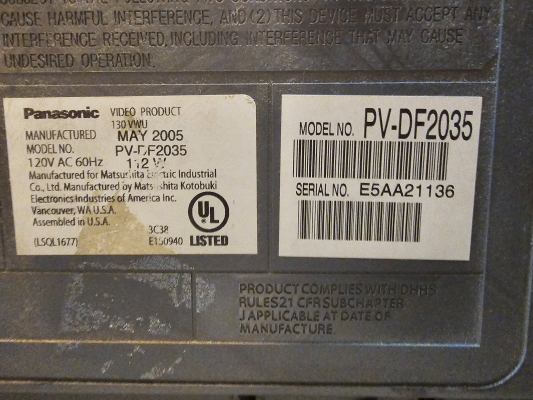 CAUSE HARMFUL INTERFERENCE, AND (2) THIS DEVICE MUST ACCEPT ANY
INTERFERENCE RECEIVED, INCLUDING INTERFERENCE THAT MAY CAUSE
UNDESIRED OPERATION.
Panasonic VIDEO PRODUCT
130 VWU
MANUFACTURED MAY 2005
MODEL NO. PV-DF2035
120V AC 60Hz 112 W
Manufactured for Matsushita Electric Industrial
Co., Ltd. Manufactured by Matsushita Kotobuki
Electronics Industries of America Inc.
Vancouver, WA U.S.A.
Assembled in U.S.A.
3C38
(LSQL1677) E150940
UL
LISTED
MODEL NO. PV-DF2035
SERIAL NO. E5AA21136
PRODUCT COMPLIES WITH DHHS
RULES 21 CFR SUBCHAPTER
J APPLICABLE AT DATE OF
MANUFACTURE.